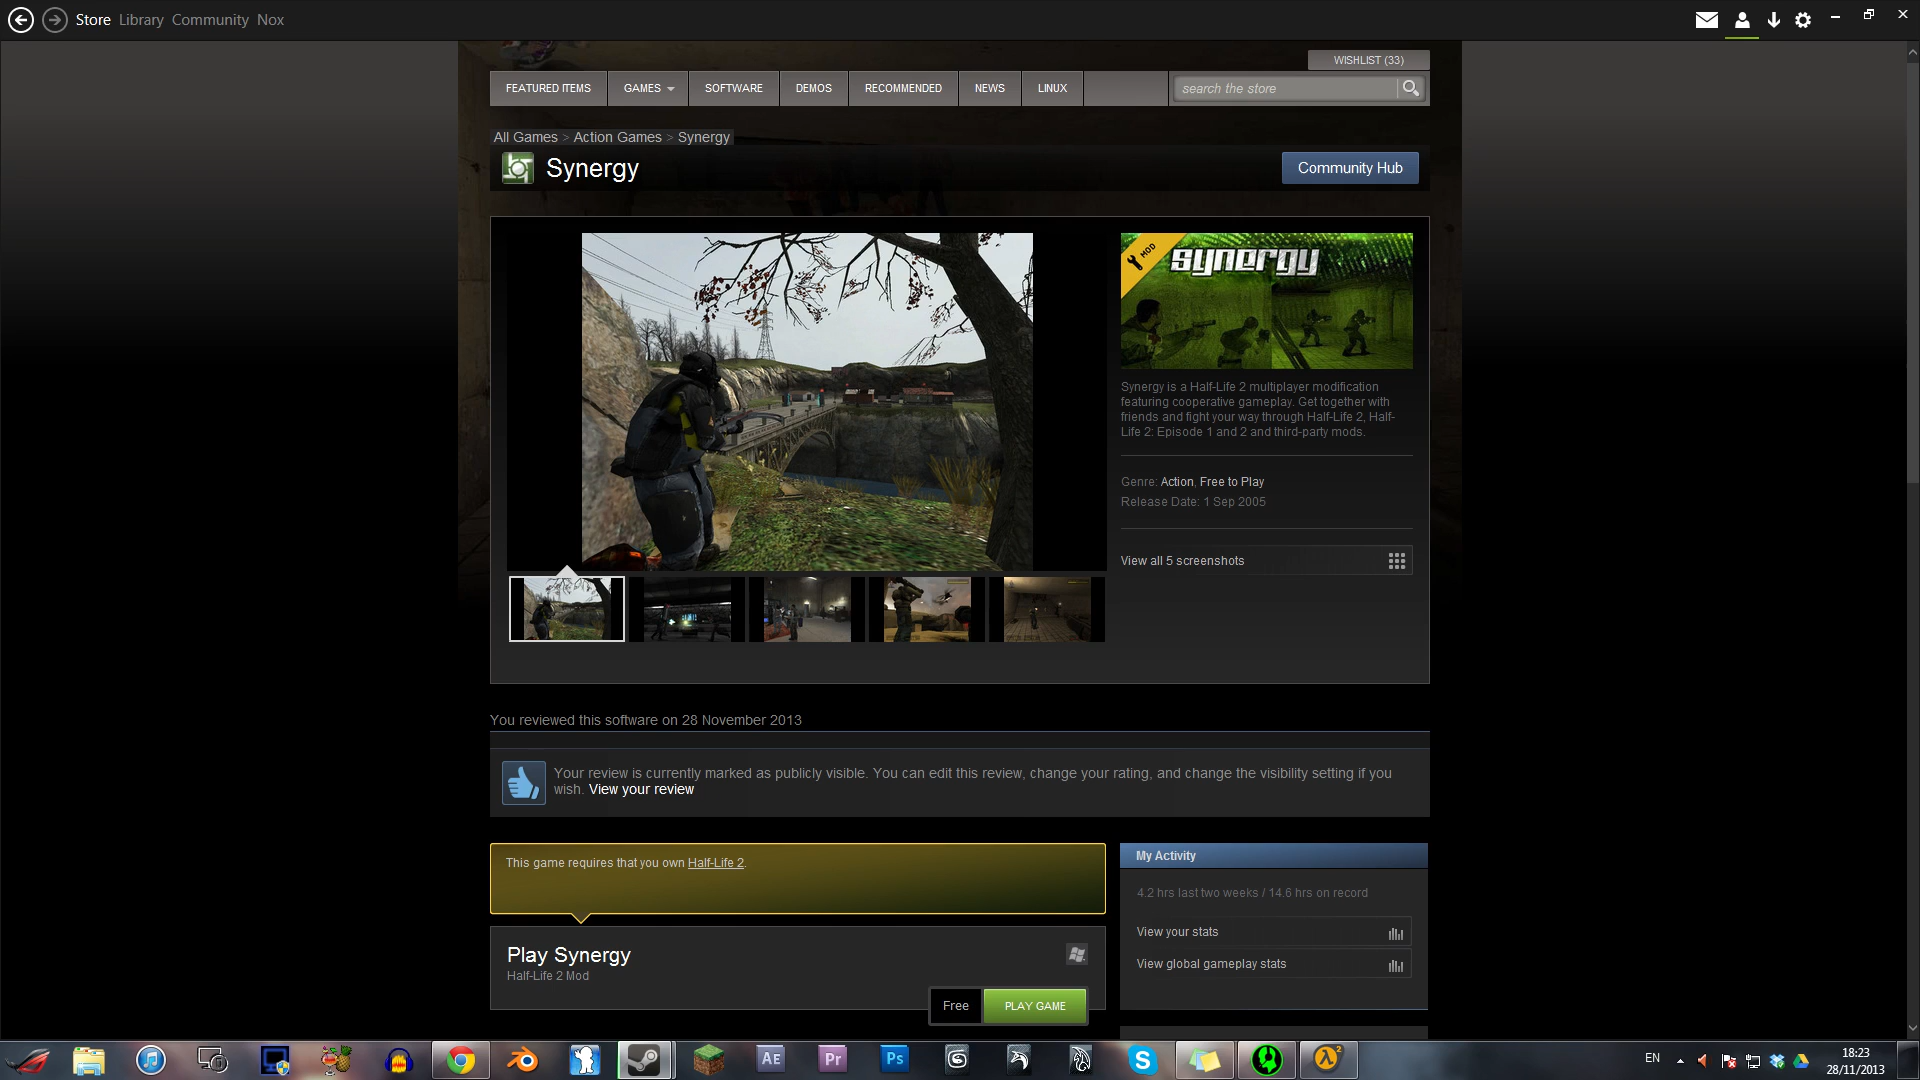 Store Library Community Nox
WISHLIST (33)
FEATURED ITEMS GAMES SOFTWARE DEMOS RECOMMENDED NEWS LINUX search the store
All Games > Action Games > Synergy
Synergy
Community Hub
MOD
synergy
Synergy is a Half-Life 2 multiplayer modification
featuring cooperative gameplay. Get together with
friends and fight your way through Half-Life 2, Half-
Life 2: Episode 1 and 2 and third-party mods.
Genre: Action, Free to Play
Release Date: 1 Sep 2005
View all 5 screenshots
You reviewed this software on 28 November 2013
Your review is currently marked as publicly visible. You can edit this review, change your rating, and change the visibility setting if you
wish. View your review
This game requires that you own Half-Life 2.
Play Synergy
Half-Life 2 Mod
Free PLAY GAME
My Activity
4.2 hrs last two weeks / 14.6 hrs on record
View your stats
View global gameplay stats
AE Pr Ps
EN
18:23
28/11/2013